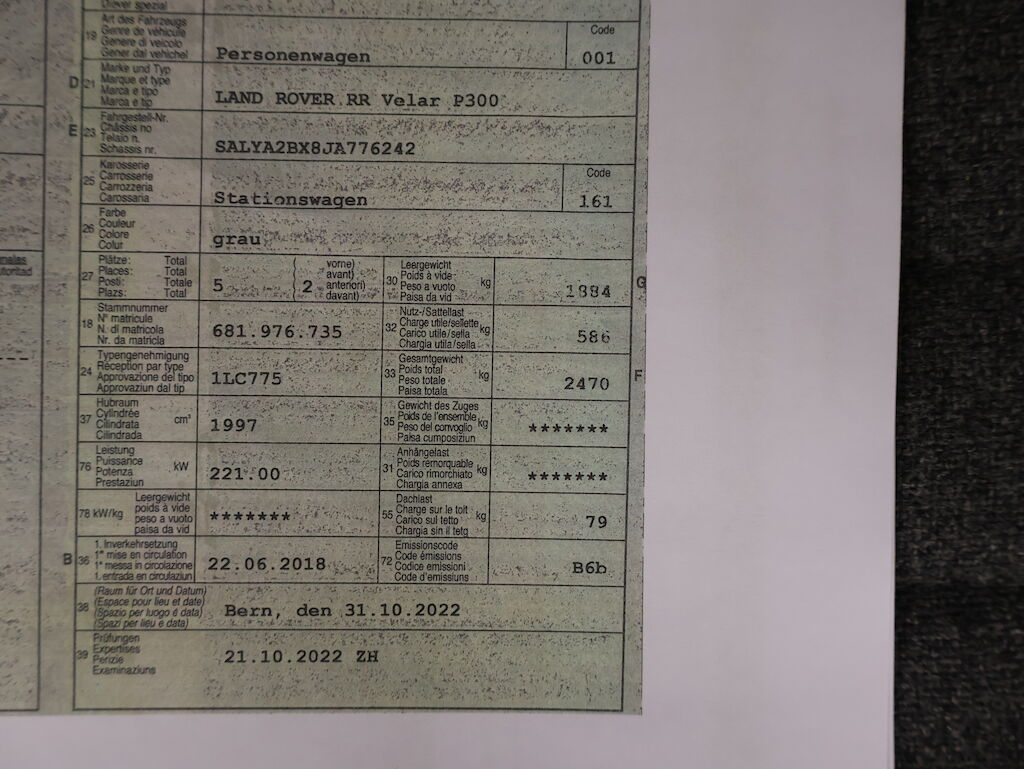 Driver spezial
19 Art des Fahrzeugs
Genre de véhicule
Genere di veicolo
Gener dal vehichel
Personenwagen
Code
001
D 21 Marke und Typ
Marque et type
Marca e tipo
Marca e tip
LAND ROVER RR Velar P300
E 23 Fahrgestell-Nr.
Châssis no
Telaio n.
Schassis nr.
SALYA2BX8JA776242
25 Karosserie
Carrosserie
Carrozzeria
Carossaria
Stationswagen
Code
161
26 Farbe
Couleur
Colore
Colur
grau
27 Plätze: Total
Places: Total
Posti: Totale
Plazs: Total
5
( vorne)
avant)
2 anteriori)
( davant)
30 Leergewicht
Poids à vide
Peso a vuoto
Paisa da vid
kg
1884
G
18 Stammnummer
N° matricule
N. di matricola
Nr. da matricla
681.976.735
32 Nutz-/Sattellast
Charge utile/sellette
Carico utile/sella
Chargia utila/sella
kg
586
24 Typengenehmigung
Réception par type
Approvazione del tipo
Approvaziun dal tip
1LC775
33 Gesamtgewicht
Poids total
Peso totale
Paisa totala
kg
2470
F
37 Hubraum
Cylindrée
Cilindrata
Cilindrada
cm³
1997
35 Gewicht des Zuges
Poids de l'ensemble
Peso del convoglio
Paisa cumposiziun
kg
*******
76 Leistung
Puissance
Potenza
Prestaziun
kW
221.00
31 Anhängelast
Poids remorquable
Carico rimorchiato
Chargia annexa
kg
*******
78 kW/kg
Leergewicht
poids à vide
peso a vuoto
paisa da vid
*******
55 Dachlast
Charge sur le toit
Carico sul tetto
Chargia sin il tetg
kg
79
B 36 1. Inverkehrsetzung
1re mise en circulation
1a messa in circolazione
1. entrada en circulaziun
22.06.2018
72 Emissionscode
Code émissions
Codice emissioni
Code d'emissiuns
B6b
38 (Raum für Ort und Datum)
(Espace pour lieu et date)
(Spazio per luogo e data)
(Spazi per lieu e data)
Bern, den 31.10.2022
39 Prüfungen
Expertises
Perizie
Examinaziuns
21.10.2022 ZH